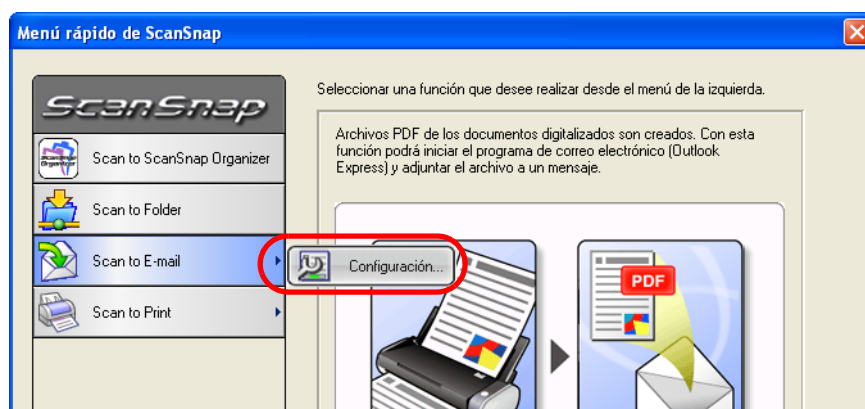 Menú rápido de ScanSnap
ScanSnap
Seleccionar una función que desee realizar desde el menú de la izquierda.
Scan to ScanSnap Organizer
Scan to Folder
Scan to E-mail
Scan to Print
Configuración...
Archivos PDF de los documentos digitalizados son creados. Con esta
función podrá iniciar el programa de correo electrónico (Outlook
Express) y adjuntar el archivo a un mensaje.
PDF